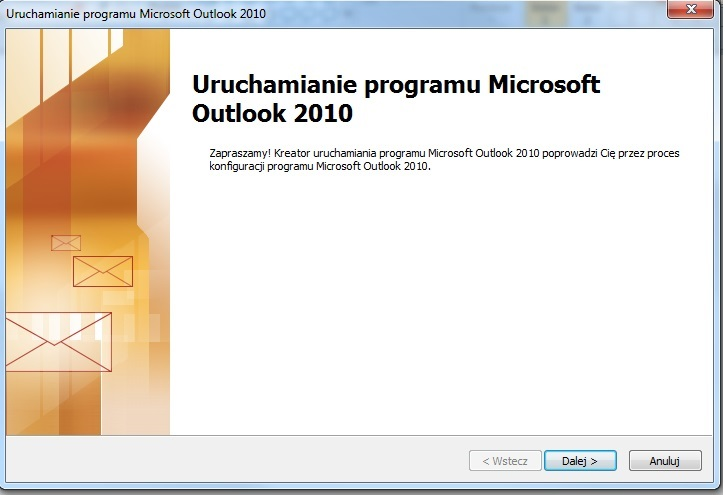 Uruchamianie programu Microsoft Outlook 2010
Uruchamianie programu Microsoft
Outlook 2010
Zapraszamy! Kreator uruchamiania programu Microsoft Outlook 2010 poprowadzi Cię przez proces
konfiguracji programu Microsoft Outlook 2010.
< Wstecz Dalej > Anuluj